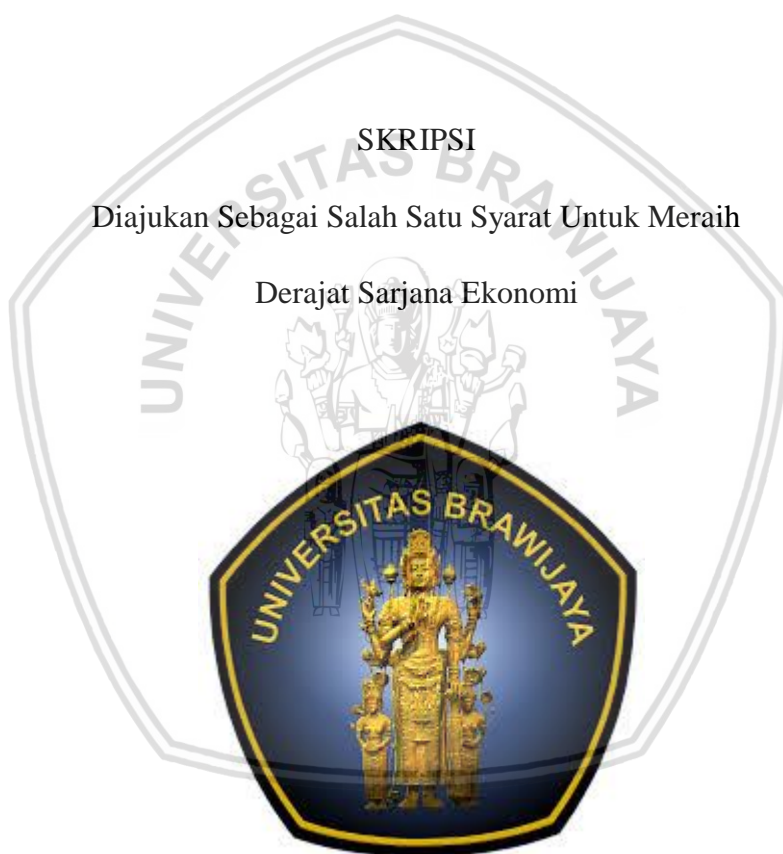 SKRIPSI
UNIVERSITAS BRAWIJAYA
Diajukan Sebagai Salah Satu Syarat Untuk Meraih
Derajat Sarjana Ekonomi
UNIVERSITAS BRAWIJAYA